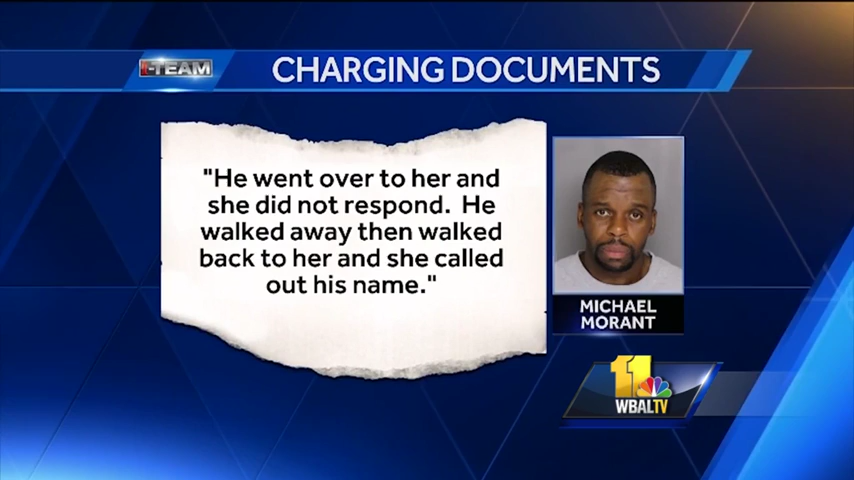 I-TEAM
CHARGING DOCUMENTS
"He went over to her and
she did not respond.  He
walked away then walked
back to her and she called
out his name."
MICHAEL
MORANT
11
WBALTV